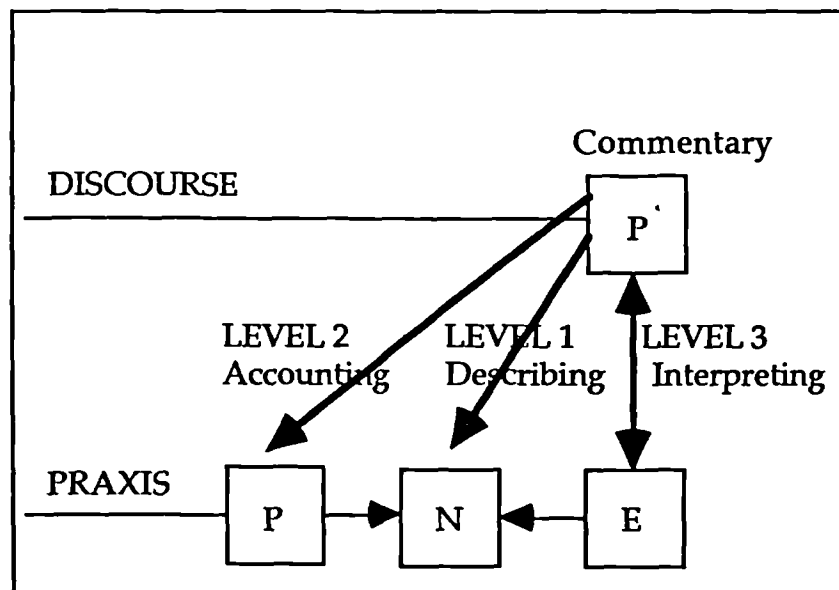 Commentary
DISCOURSE
P`
LEVEL 2
Accounting
LEVEL 1
Describing
LEVEL 3
Interpreting
PRAXIS
P
N
E